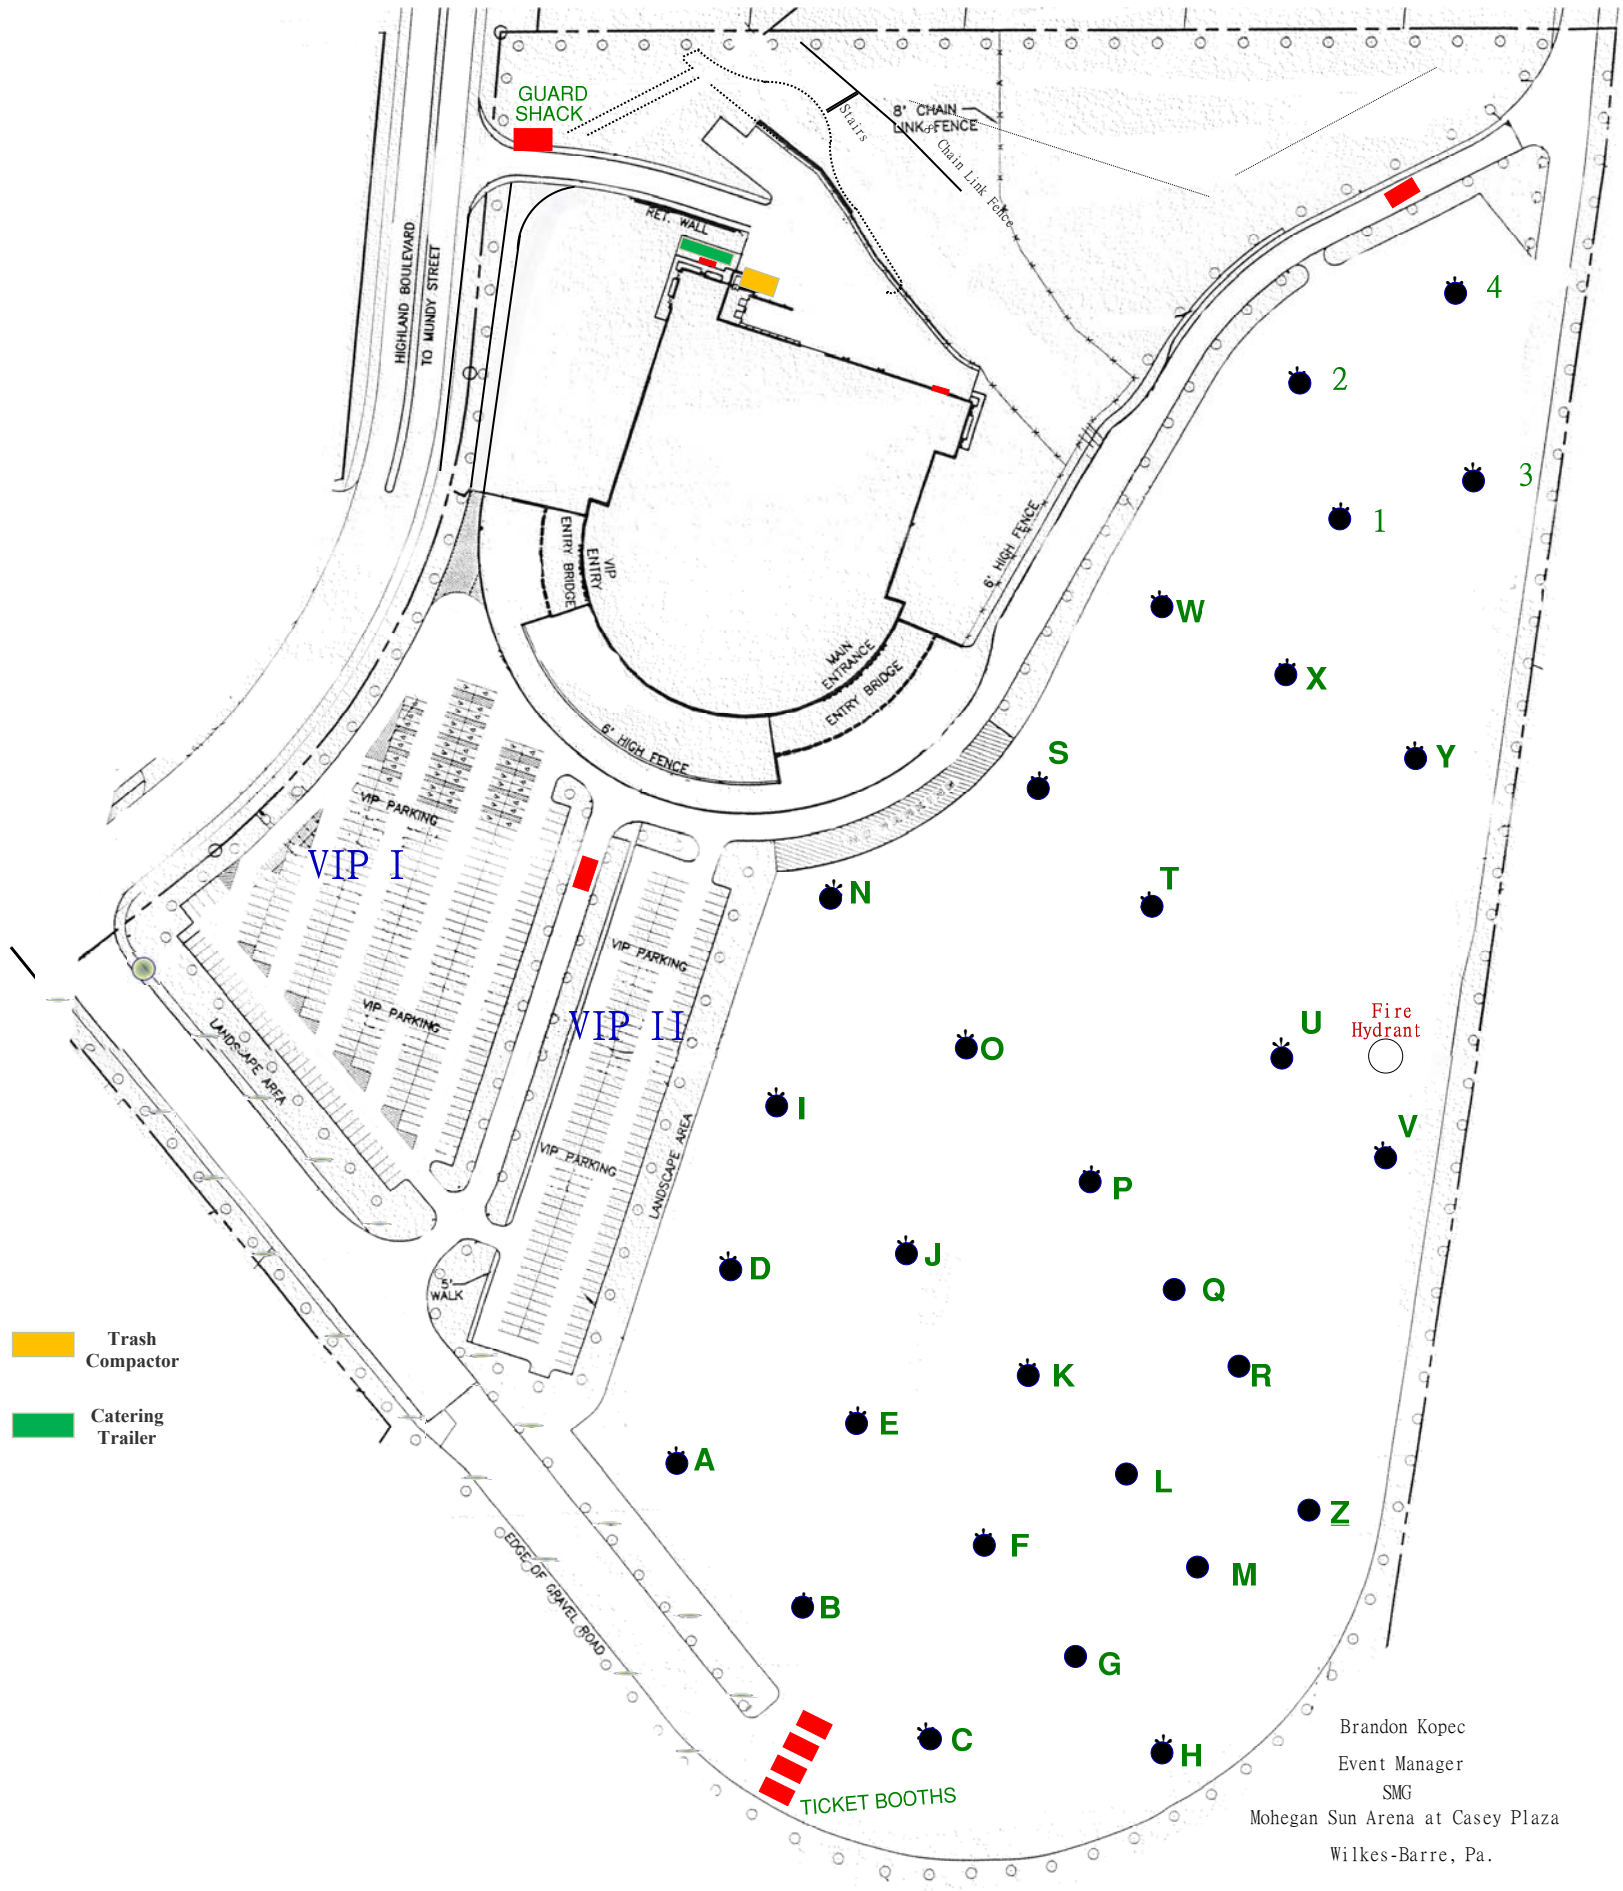 GUARD
SHACK
8' CHAIN
LINK FENCE
Stairs
8' Chain Link Fence
RET. WALL
HIGHLAND BOULEVARD
TO MUNDY STREET
4
2
3
1
6' HIGH FENCE
VIP
ENTRY
ENTRY BRIDGE
W
MAIN
ENTRANCE
ENTRY BRIDGE
X
6' HIGH FENCE
S
Y
VIP PARKING
VIP I
N
T
VIP PARKING
VIP PARKING
VIP II
LANDSCAPE AREA
O
U
Fire
Hydrant
I
V
VIP PARKING
LANDSCAPE AREA
P
D
J
Q
5'
WALK
Trash
Compactor
K
R
Catering
Trailer
E
A
L
Z
EDGE OF GRAVEL ROAD
F
M
B
G
C
H
TICKET BOOTHS
Brandon Kopec
Event Manager
SMG
Mohegan Sun Arena at Casey Plaza
Wilkes-Barre, Pa.